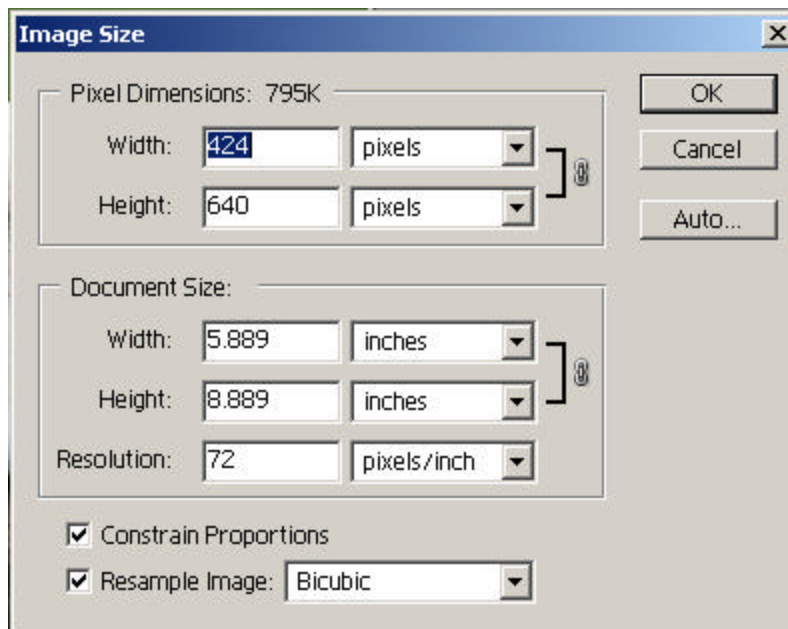 Image Size
Pixel Dimensions: 795K
OK
Width: 424 pixels
Cancel
Height: 640 pixels
Auto...
Document Size:
Width: 5.889 inches
Height: 8.889 inches
Resolution: 72 pixels/inch
Constrain Proportions
Resample Image: Bicubic